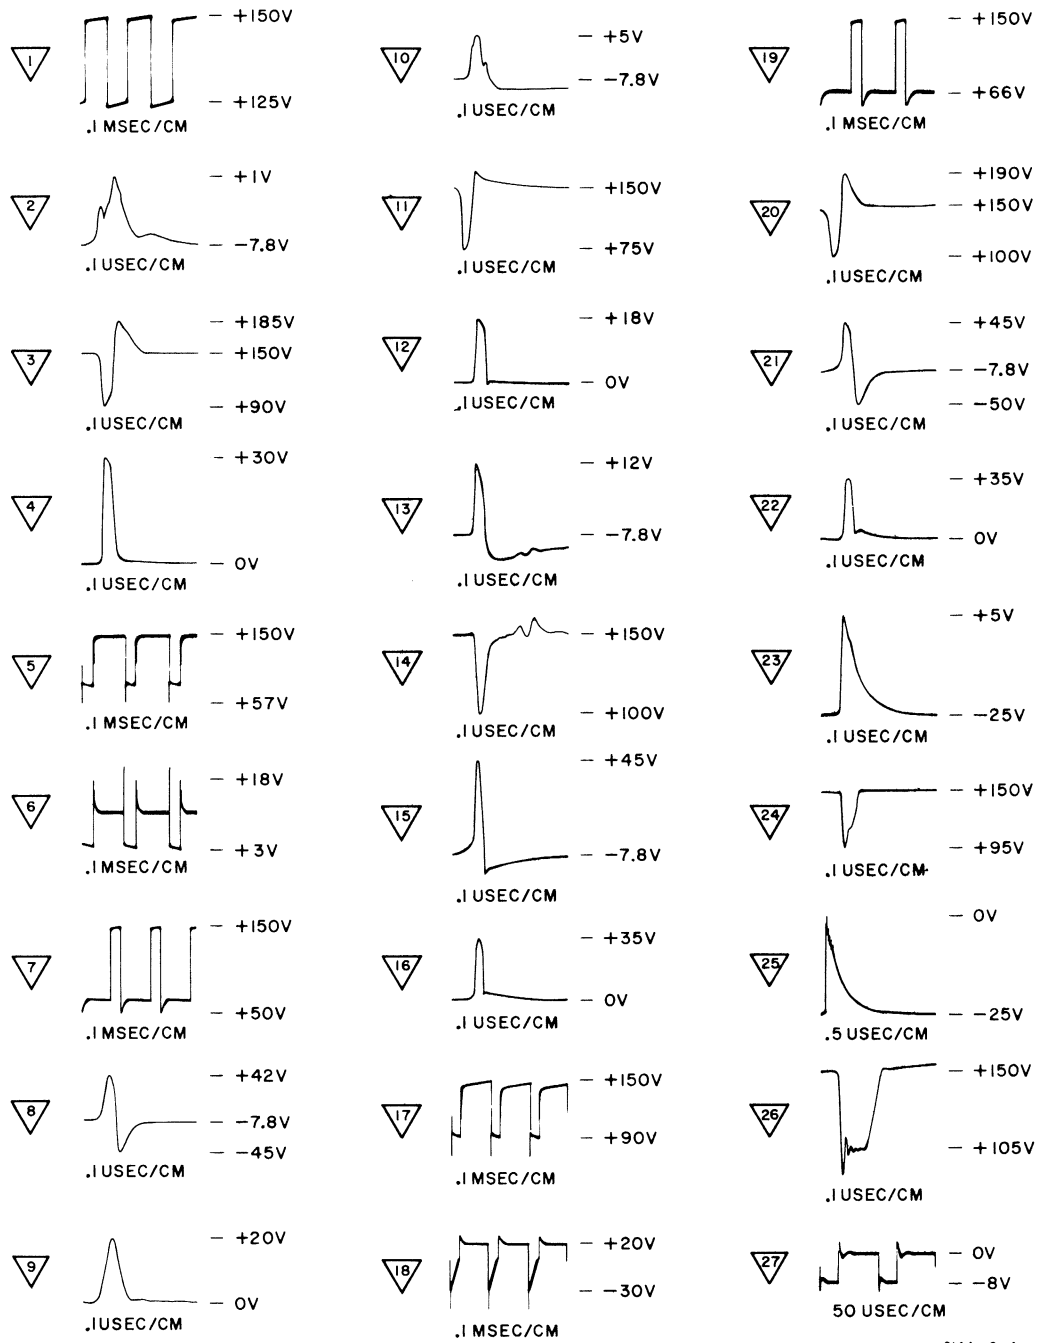 1
+150V
+125V
.1 MSEC/CM
2
+1V
-7.8V
.1 USEC/CM
3
+185V
+150V
+90V
.1 USEC/CM
4
+30V
0V
.1 USEC/CM
5
+150V
+57V
.1 MSEC/CM
6
+18V
+3V
.1 MSEC/CM
7
+150V
+50V
.1 MSEC/CM
8
+42V
-7.8V
-45V
.1 USEC/CM
9
+20V
0V
.1 USEC/CM
10
+5V
-7.8V
.1 USEC/CM
11
+150V
+75V
.1 USEC/CM
12
+18V
0V
.1 USEC/CM
13
+12V
-7.8V
.1 USEC/CM
14
+150V
+100V
.1 USEC/CM
15
+45V
-7.8V
.1 USEC/CM
16
+35V
0V
.1 USEC/CM
17
+150V
+90V
.1 MSEC/CM
18
+20V
-30V
.1 MSEC/CM
19
+150V
+66V
.1 MSEC/CM
20
+190V
+150V
+100V
.1 USEC/CM
21
+45V
-7.8V
-50V
.1 USEC/CM
22
+35V
0V
.1 USEC/CM
23
+5V
-25V
.1 USEC/CM
24
+150V
+95V
.1 USEC/CM
25
0V
-25V
.5 USEC/CM
26
+150V
+105V
.1 USEC/CM
27
0V
-8V
50 USEC/CM